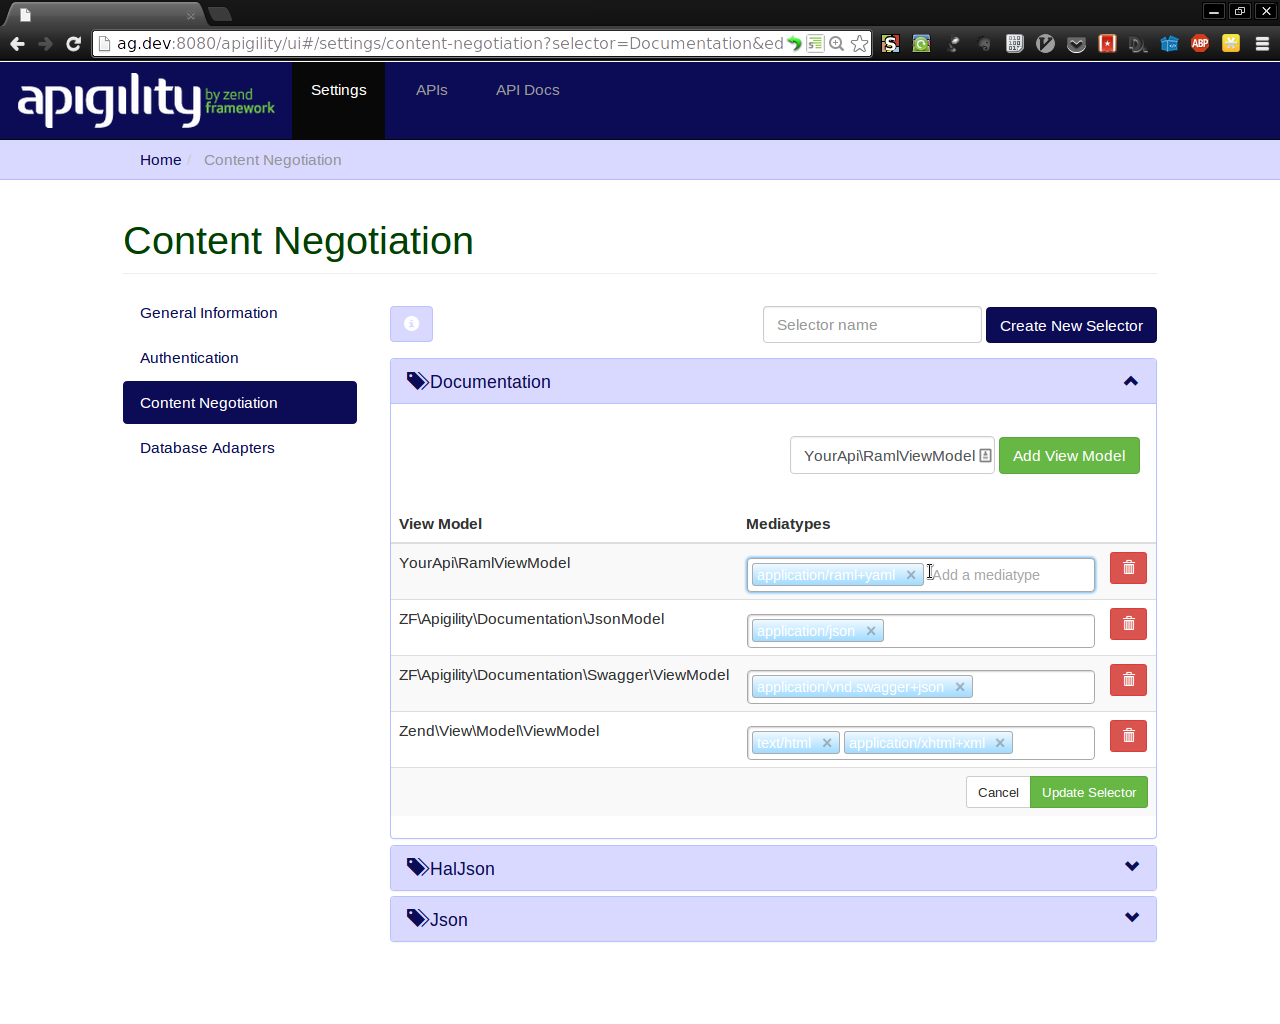 ag.dev:8080/apigility/ui#/settings/content-negotiation?selector=Documentation&ed
apigility by zend framework
Settings
APIs
API Docs
Home / Content Negotiation
Content Negotiation
General Information
Authentication
Content Negotiation
Database Adapters
Selector name
Create New Selector
Documentation
YourApi\RamlViewModel
Add View Model
View Model
Mediatypes
YourApi\RamlViewModel
application/raml+yaml ×
Add a mediatype
ZF\Apigility\Documentation\JsonModel
application/json ×
ZF\Apigility\Documentation\Swagger\ViewModel
application/vnd.swagger+json ×
Zend\View\Model\ViewModel
text/html ×
application/xhtml+xml ×
Cancel
Update Selector
HalJson
Json